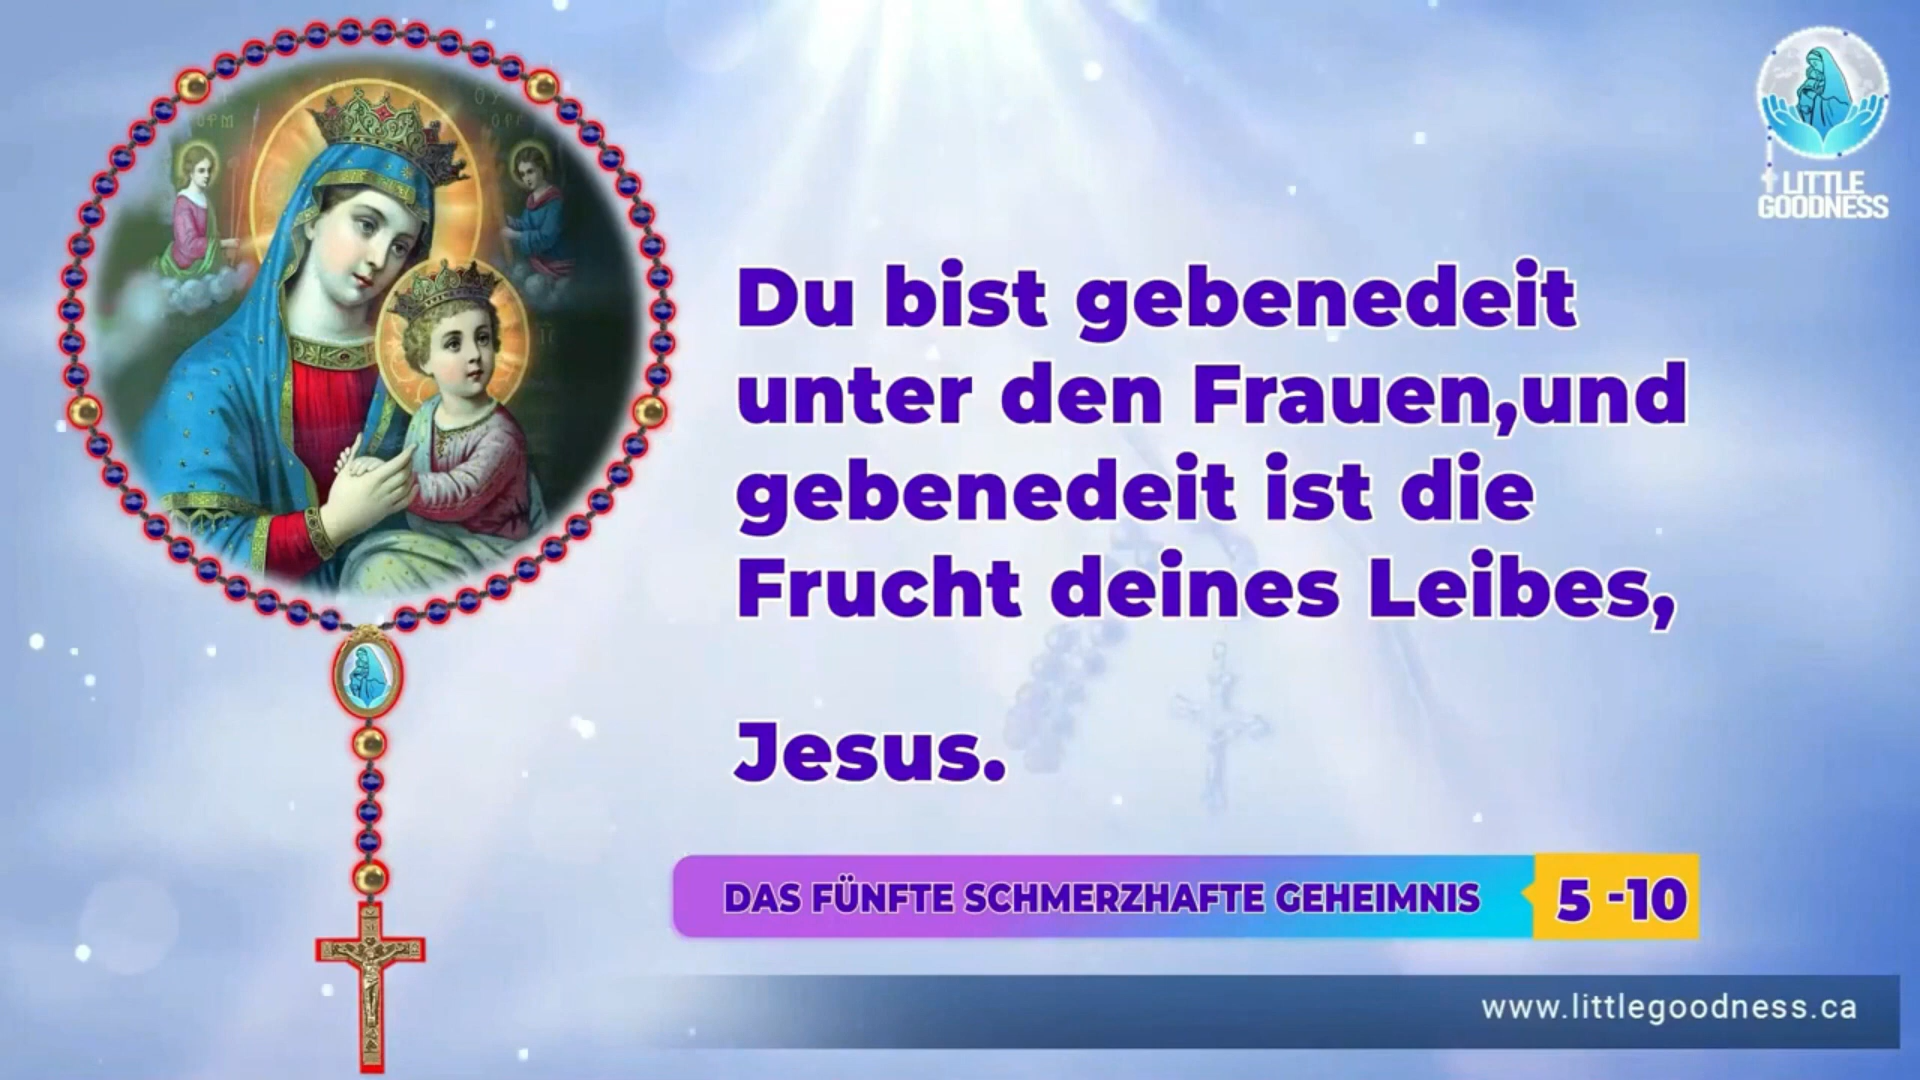 LITTLE
GOODNESS
Du bist gebenedeit
unter den Frauen,und
gebenedeit ist die
Frucht deines Leibes,
Jesus.
DAS FÜNFTE SCHMERZHAFTE GEHEIMNIS
5 -10
www.littlegoodness.ca